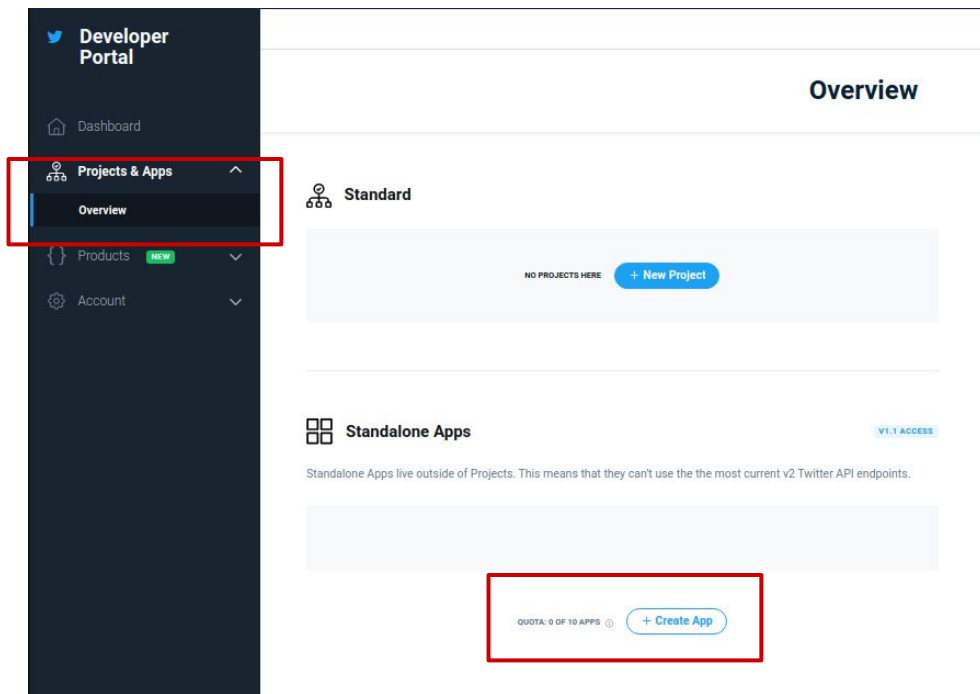 Developer
Portal
Overview
Dashboard
Projects & Apps
Overview
Products NEW
Account
Standard
NO PROJECTS HERE + New Project
Standalone Apps
V1.1 ACCESS
Standalone Apps live outside of Projects. This means that they can't use the the most current v2 Twitter API endpoints.
QUOTA: 0 OF 10 APPS + Create App